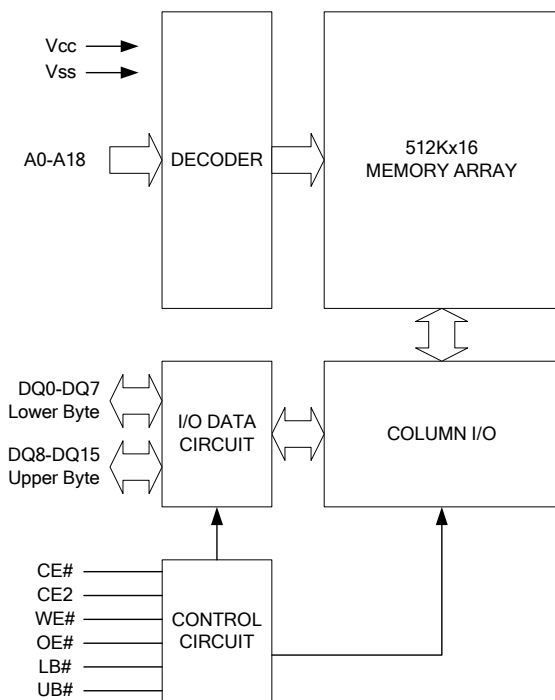 Vcc
Vss
A0-A18
DECODER
512Kx16
MEMORY ARRAY
DQ0-DQ7
Lower Byte
DQ8-DQ15
Upper Byte
I/O DATA
CIRCUIT
COLUMN I/O
CE#
CE2
WE#
OE#
LB#
UB#
CONTROL
CIRCUIT